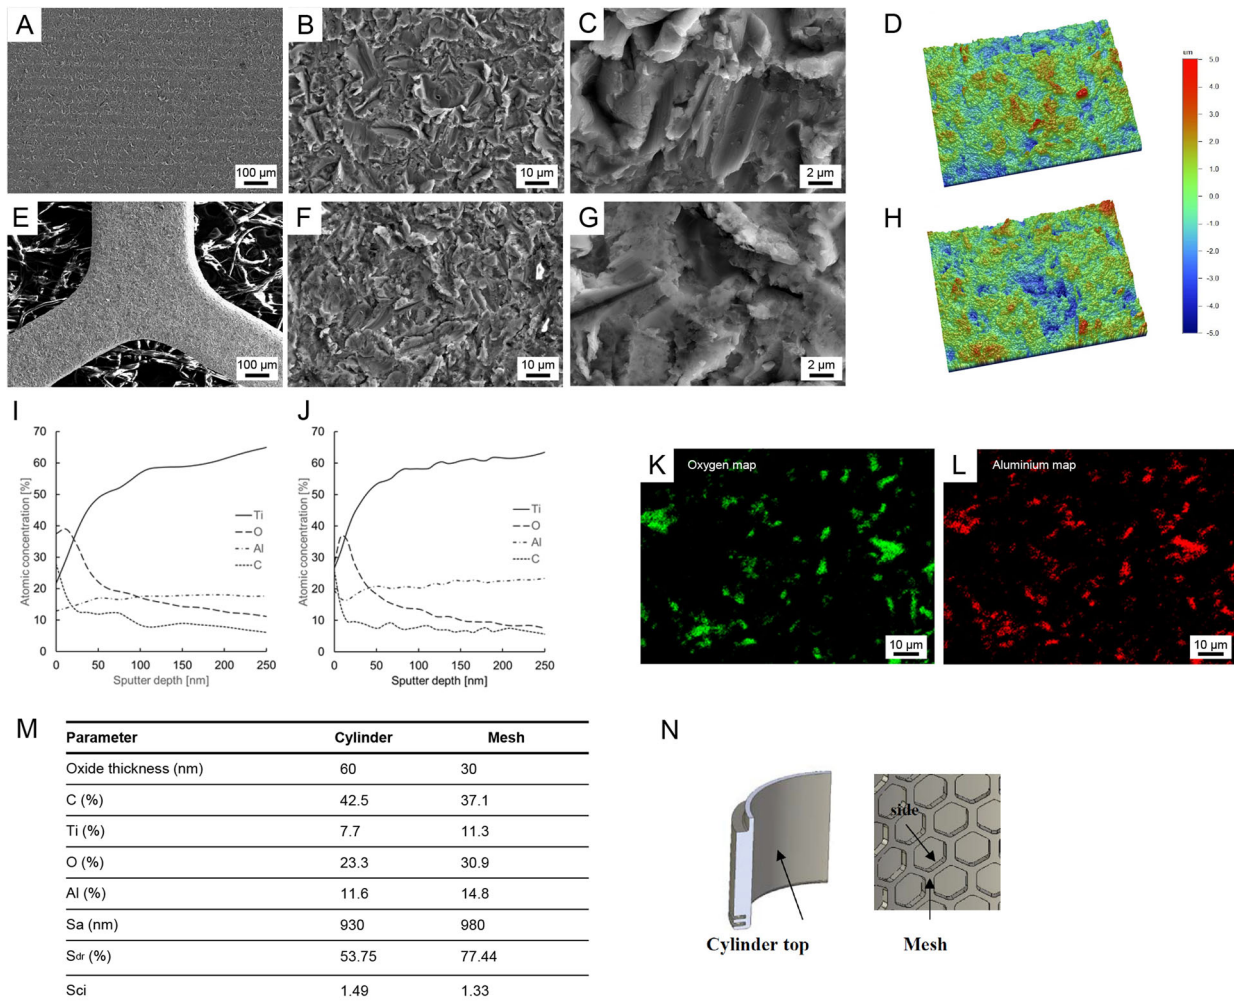 A
100 µm
B
10 µm
C
2 µm
D
um
5.0
4.0
3.0
2.0
1.0
0.0
-1.0
-2.0
-3.0
-4.0
-5.0
E
100 µm
F
10 µm
G
2 µm
H
I
70
60
50
40
30
20
10
0
Atomic concentration [%]
Ti
O
Al
C
0 50 100 150 200 250
Sputter depth [nm]
J
70
60
50
40
30
20
10
0
Atomic concentration [%]
Ti
O
Al
C
0 50 100 150 200 250
Sputter depth [nm]
K Oxygen map
10 µm
L Aluminium map
10 µm
M
Parameter Cylinder Mesh
Oxide thickness (nm) 60 30
C (%) 42.5 37.1
Ti (%) 7.7 11.3
O (%) 23.3 30.9
Al (%) 11.6 14.8
Sa (nm) 930 980
Sdr (%) 53.75 77.44
Sci 1.49 1.33
N
side
Cylinder top
Mesh